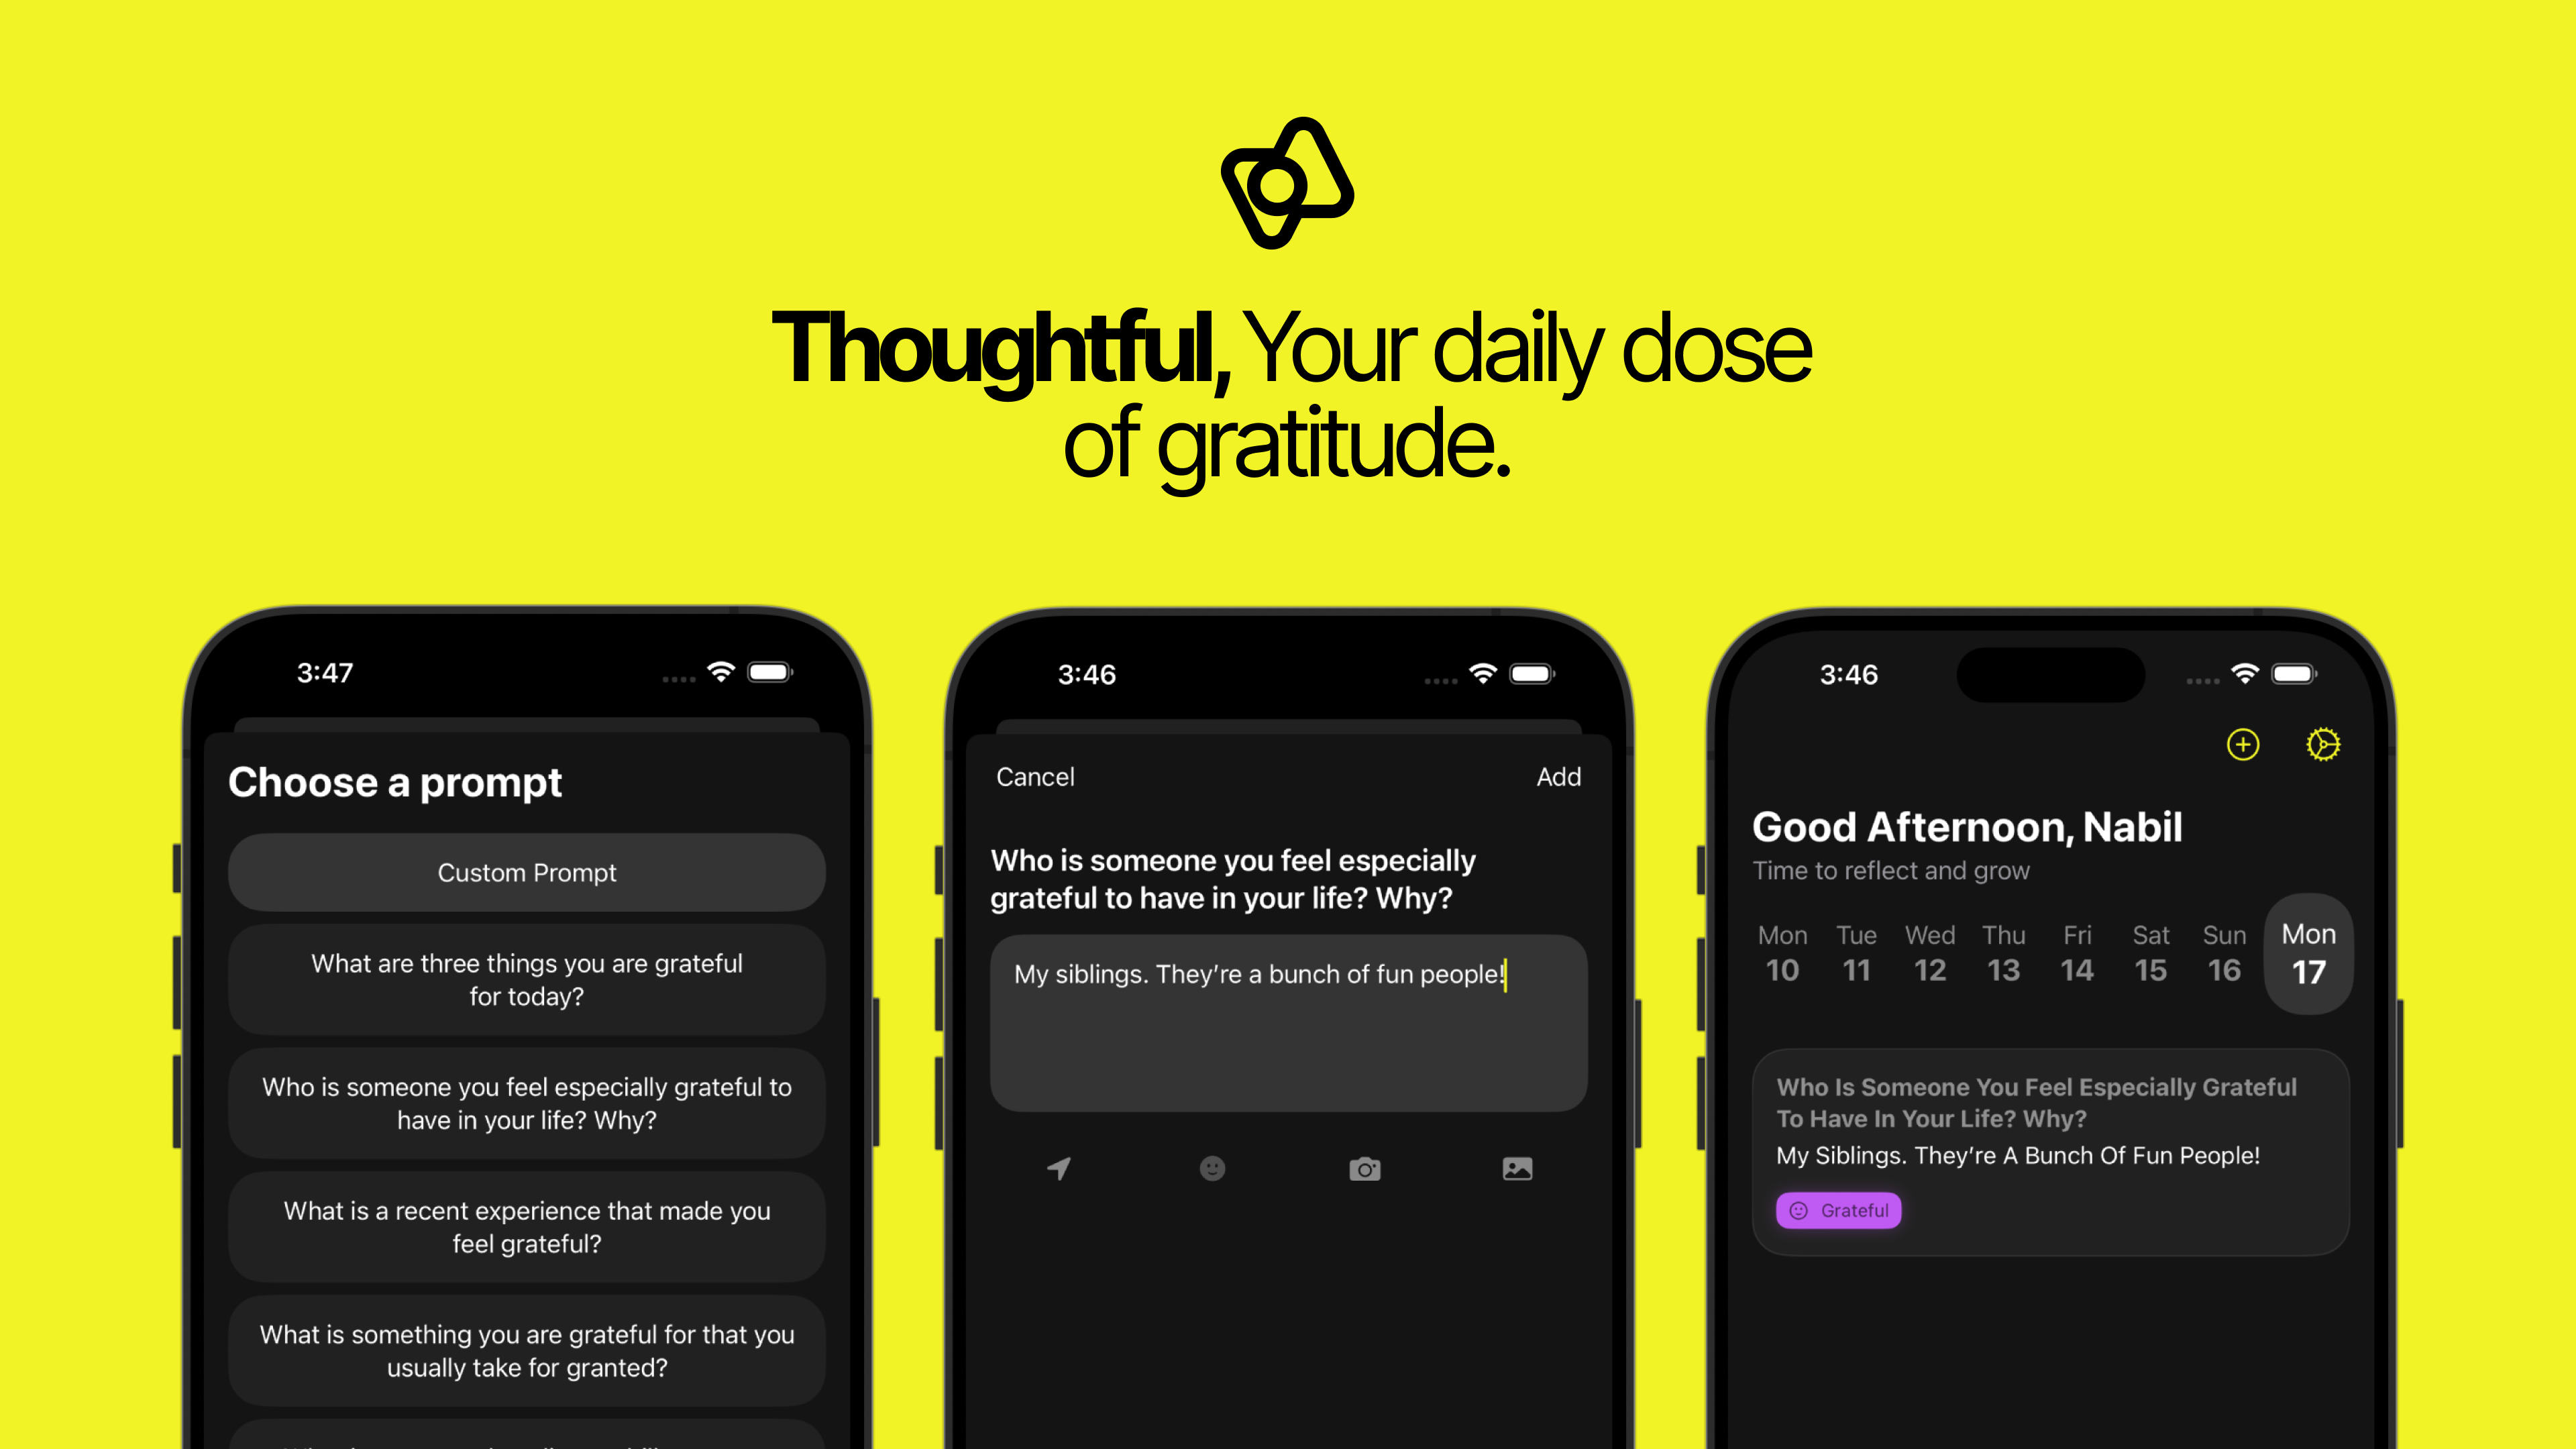 Thoughtful, Your daily dose
of gratitude.
3:47
Choose a prompt
Custom Prompt
What are three things you are grateful
for today?
Who is someone you feel especially grateful to
have in your life? Why?
What is a recent experience that made you
feel grateful?
What is something you are grateful for that you
usually take for granted?
3:46
Cancel
Add
Who is someone you feel especially
grateful to have in your life? Why?
My siblings. They’re a bunch of fun people!
3:46
Good Afternoon, Nabil
Time to reflect and grow
Mon Tue Wed Thu Fri Sat Sun Mon
10 11 12 13 14 15 16 17
Who Is Someone You Feel Especially Grateful
To Have In Your Life? Why?
My Siblings. They’re A Bunch Of Fun People!
Grateful